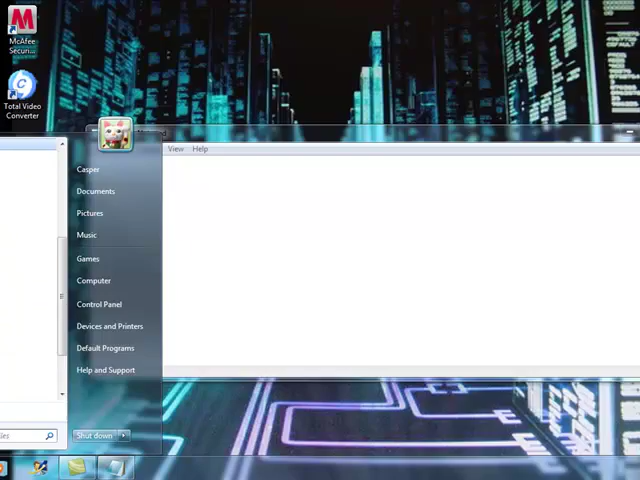 McAfee
Securi...
Total Video
Converter
View Help
Casper
Documents
Pictures
Music
Games
Computer
Control Panel
Devices and Printers
Default Programs
Help and Support
Shut down